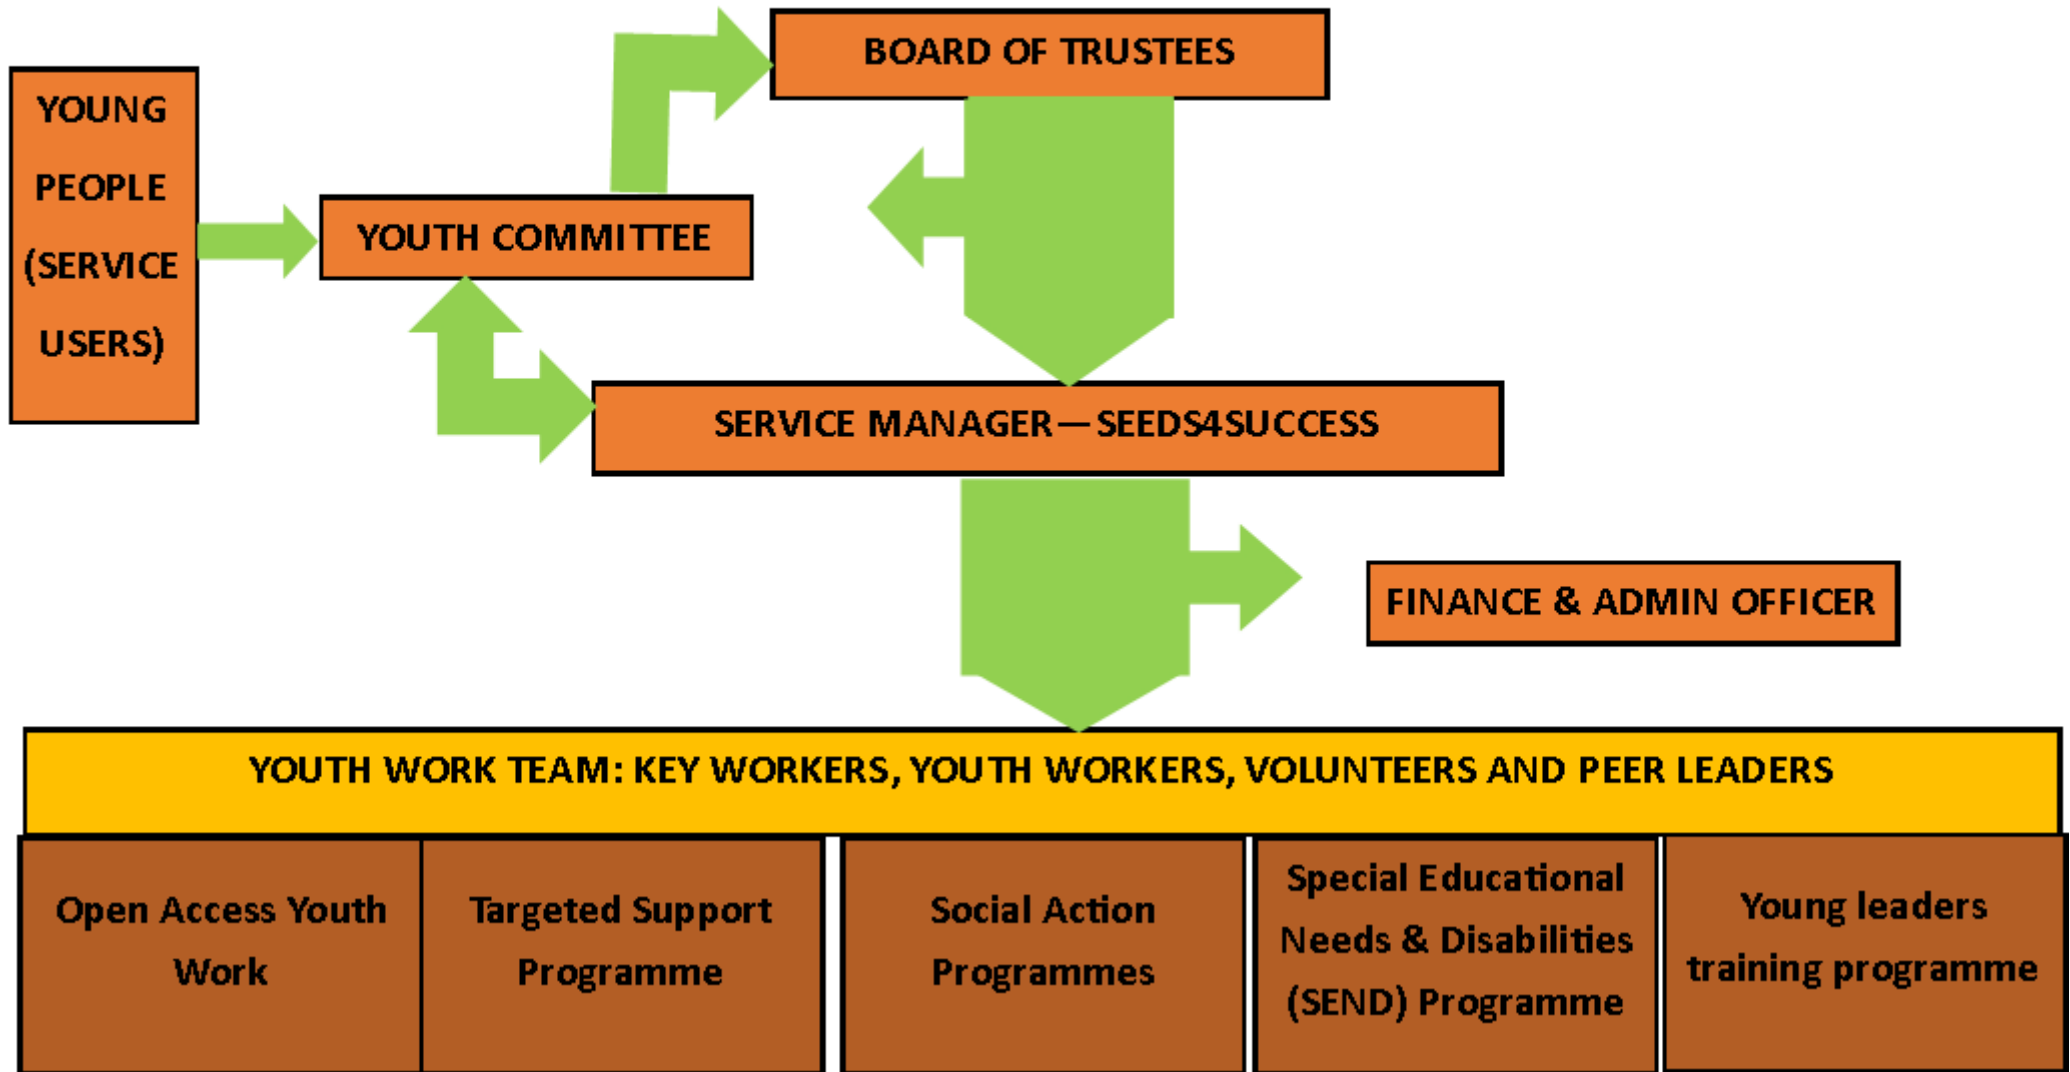 BOARD OF TRUSTEES
YOUNG
PEOPLE
(SERVICE
USERS)
YOUTH COMMITTEE
SERVICE MANAGER—SEEDS4SUCCESS
FINANCE & ADMIN OFFICER
YOUTH WORK TEAM: KEY WORKERS, YOUTH WORKERS, VOLUNTEERS AND PEER LEADERS
Open Access Youth
Work
Targeted Support
Programme
Social Action
Programmes
Special Educational
Needs & Disabilities
(SEND) Programme
Young leaders
training programme